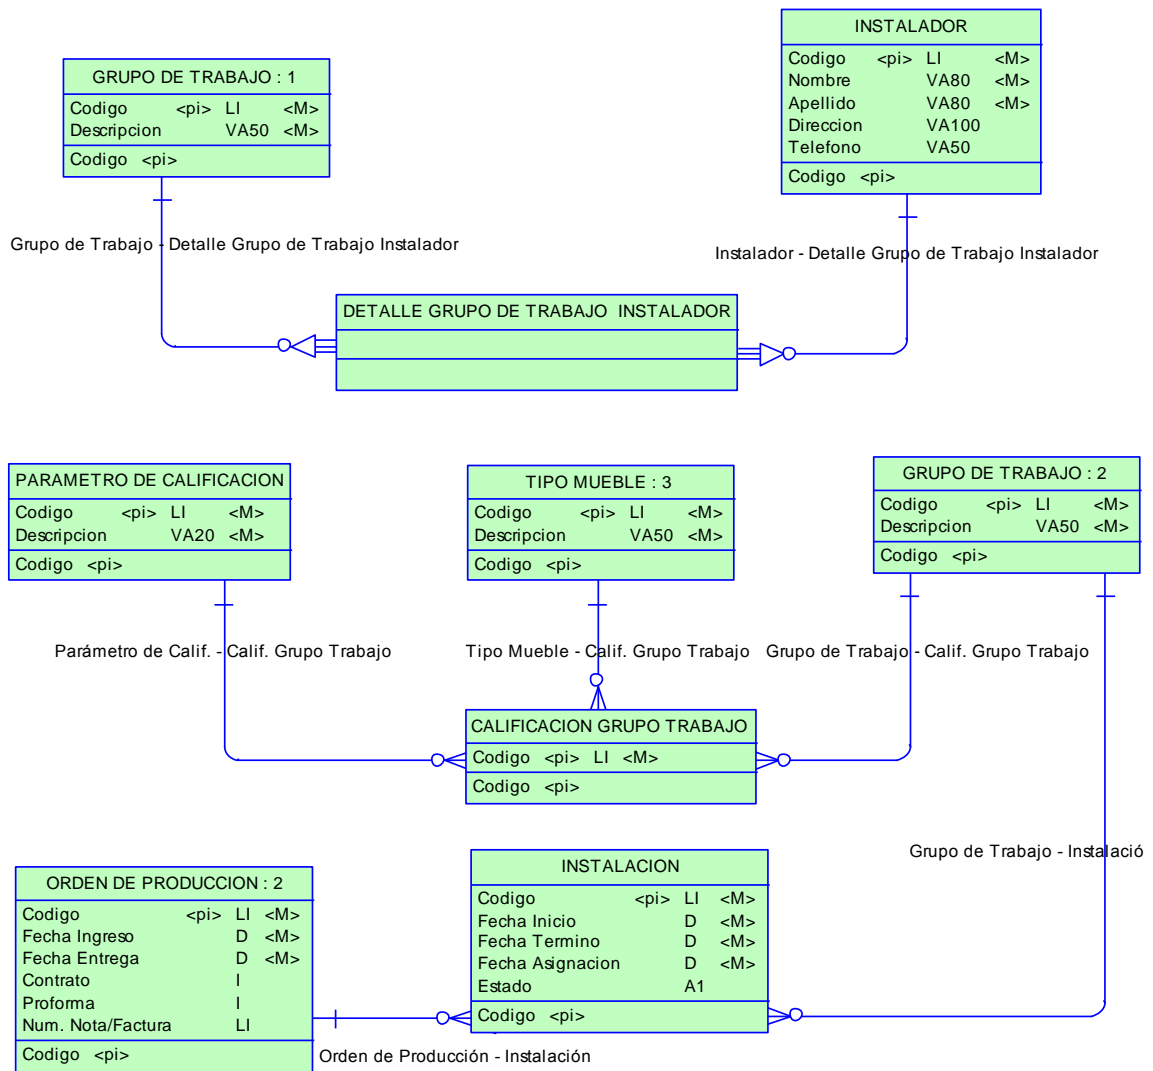 INSTALADOR
Codigo <pi> LI <M>
Nombre VA80 <M>
Apellido VA80 <M>
Direccion VA100
Telefono VA50
Codigo <pi>
GRUPO DE TRABAJO : 1
Codigo <pi> LI <M>
Descripcion VA50 <M>
Codigo <pi>
Grupo de Trabajo - Detalle Grupo de Trabajo Instalador
Instalador - Detalle Grupo de Trabajo Instalador
DETALLE GRUPO DE TRABAJO INSTALADOR
PARAMETRO DE CALIFICACION
Codigo <pi> LI <M>
Descripcion VA20 <M>
Codigo <pi>
TIPO MUEBLE : 3
Codigo <pi> LI <M>
Descripcion VA50 <M>
Codigo <pi>
GRUPO DE TRABAJO : 2
Codigo <pi> LI <M>
Descripcion VA50 <M>
Codigo <pi>
Parámetro de Calif. - Calif. Grupo Trabajo
Tipo Mueble - Calif. Grupo Trabajo
Grupo de Trabajo - Calif. Grupo Trabajo
CALIFICACION GRUPO TRABAJO
Codigo <pi> LI <M>
Codigo <pi>
Grupo de Trabajo - Instalació
ORDEN DE PRODUCCION : 2
Codigo <pi> LI <M>
Fecha Ingreso D <M>
Fecha Entrega D <M>
Contrato I
Proforma I
Num. Nota/Factura LI
Codigo <pi>
INSTALACION
Codigo <pi> LI <M>
Fecha Inicio D <M>
Fecha Termino D <M>
Fecha Asignacion D <M>
Estado A1
Codigo <pi>
Orden de Producción - Instalación